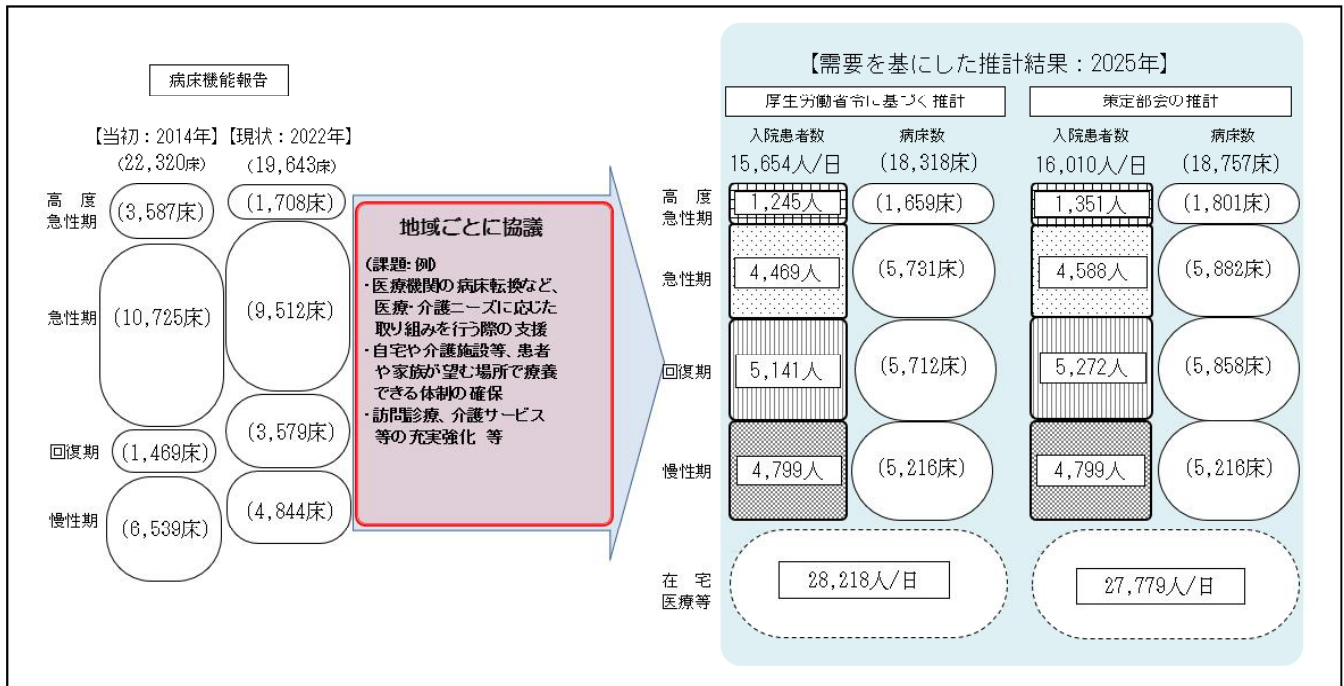 病床機能報告
【当初：2014年】【現状：2022年】
(22,320床)
(19,643床)
高　度
急性期
(3,587床)
(1,708床)
急性期
(10,725床)
(9,512床)
回復期
(1,469床)
(3,579床)
慢性期
(6,539床)
(4,844床)
地域ごとに協議
(課題:例)
・医療機関の病床転換など、
医療・介護ニーズに応じた
取り組みを行う際の支援
・自宅や介護施設等、患者
や家族が望む場所で療養
できる体制の確保
・訪問診療、介護サービス
等の充実強化 等
【需要を基にした推計結果：2025年】
厚生労働省令に基づく推計
策定部会の推計
入院患者数
病床数
入院患者数
病床数
15,654人/日
(18,318床)
16,010人/日
(18,757床)
高　度
急性期
1,245人
(1,659床)
1,351人
(1,801床)
急性期
4,469人
(5,731床)
4,588人
(5,882床)
回復期
5,141人
(5,712床)
5,272人
(5,858床)
慢性期
4,799人
(5,216床)
4,799人
(5,216床)
在　宅
医療等
28,218人/日
27,779人/日